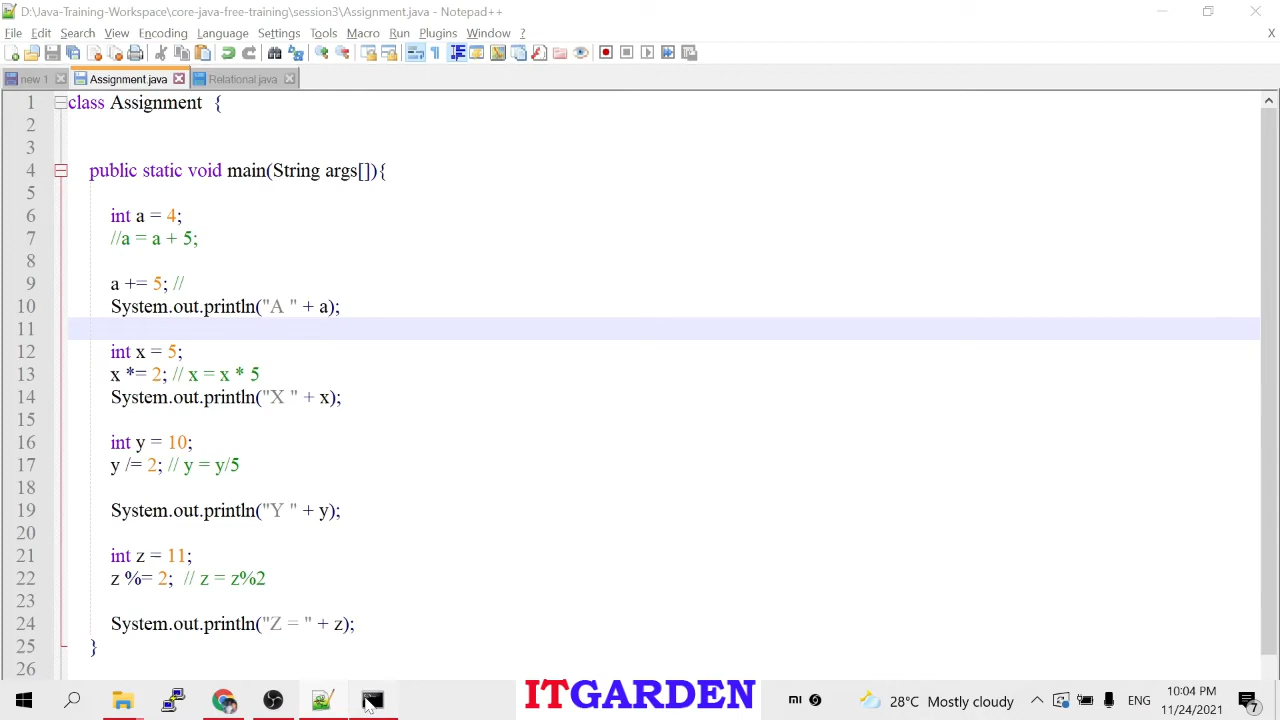 D:\Java-Training-Workspace\core-java-free-training\session3\Assignment.java - Notepad++
File Edit Search View Encoding Language Settings Tools Macro Run Plugins Window ? X
new 1 Assignment.java Relational.java
1 class Assignment {
2
3
4 public static void main(String args[]){
5
6 int a = 4;
7 //a = a + 5;
8
9 a += 5; //
10 System.out.println("A " + a);
11
12 int x = 5;
13 x *= 2; // x = x * 5
14 System.out.println("X " + x);
15
16 int y = 10;
17 y /= 2; // y = y/5
18
19 System.out.println("Y " + y);
20
21 int z = 11;
22 z %= 2; // z = z%2
23
24 System.out.println("Z = " + z);
25 }
26
ITGARDEN
28°C Mostly cloudy
ENG
10:04 PM
11/24/2021
7